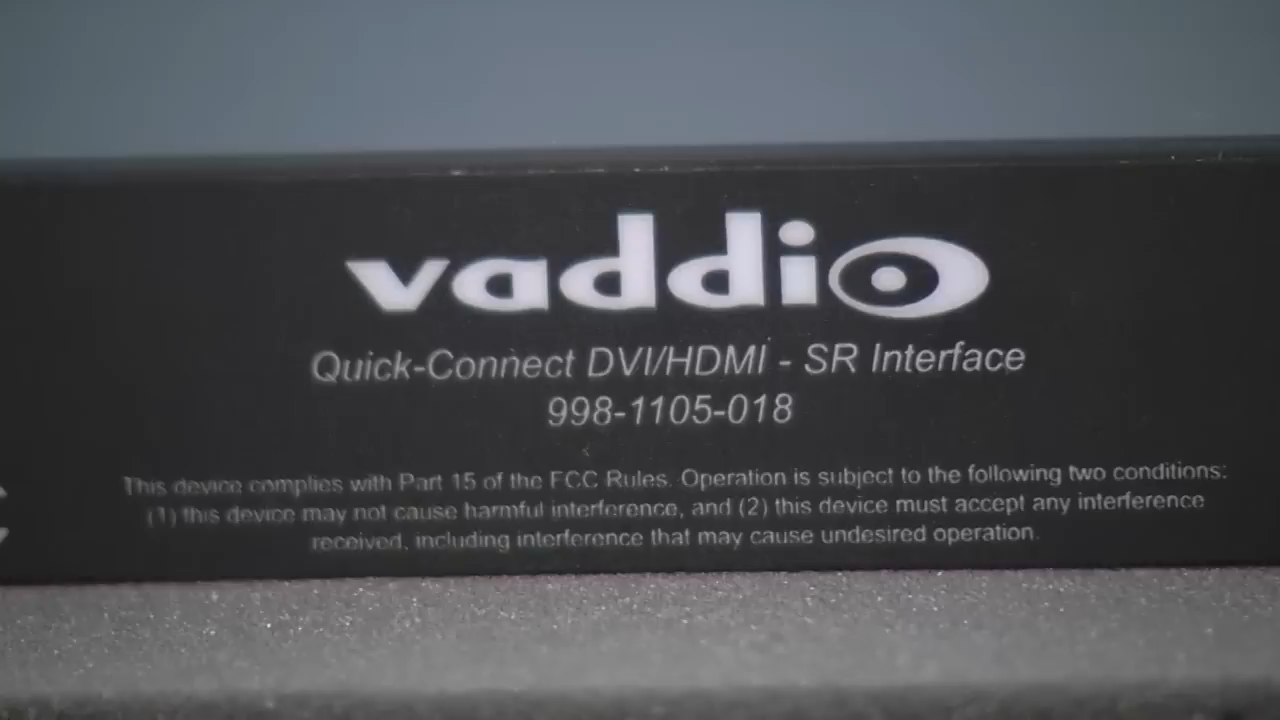 vaddio
Quick-Connect DVI/HDMI - SR Interface
998-1105-018
This device complies with Part 15 of the FCC Rules. Operation is subject to the following two conditions:
(1) this device may not cause harmful interference, and (2) this device must accept any interference
received, including interference that may cause undesired operation.